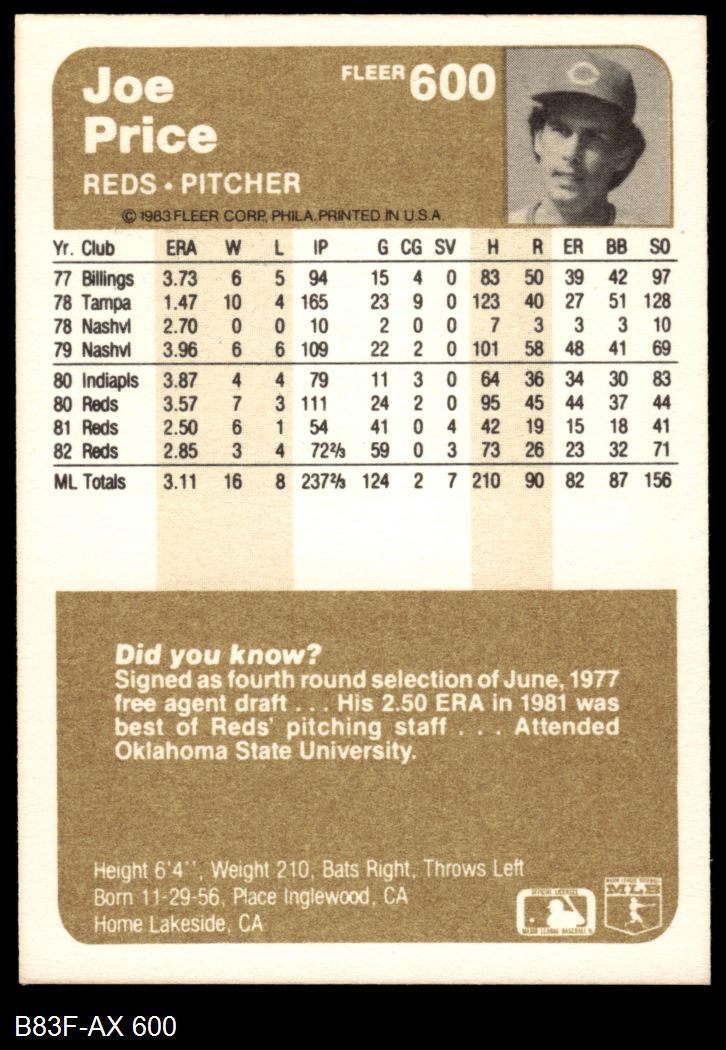 Joe
Price
FLEER 600
REDS • PITCHER
© 1983 FLEER CORP., PHILA. PRINTED IN U.S.A.
Yr. Club ERA W L IP G CG SV H R ER BB SO
77 Billings 3.73 6 5 94 15 4 0 83 50 39 42 97
78 Tampa 1.47 10 4 165 23 9 0 123 40 27 51 128
78 Nashvl 2.70 0 0 10 2 0 0 7 3 3 3 10
79 Nashvl 3.96 6 6 109 22 2 0 101 58 48 41 69
80 Indiapls 3.87 4 4 79 11 3 0 64 36 34 30 83
80 Reds 3.57 7 3 111 24 2 0 95 45 44 37 44
81 Reds 2.50 6 1 54 41 0 4 42 19 15 18 41
82 Reds 2.85 3 4 72⅔ 59 0 3 73 26 23 32 71
ML Totals 3.11 16 8 237⅔ 124 2 7 210 90 82 87 156
Did you know?
Signed as fourth round selection of June, 1977
free agent draft . . . His 2.50 ERA in 1981 was
best of Reds' pitching staff . . . Attended
Oklahoma State University.
Height 6'4'', Weight 210, Bats Right, Throws Left
Born 11-29-56, Place Inglewood, CA
Home Lakeside, CA
OFFICIAL LICENSEE
MAJOR LEAGUE BASEBALL
MAJOR LEAGUE BASEBALL
B83F-AX 600